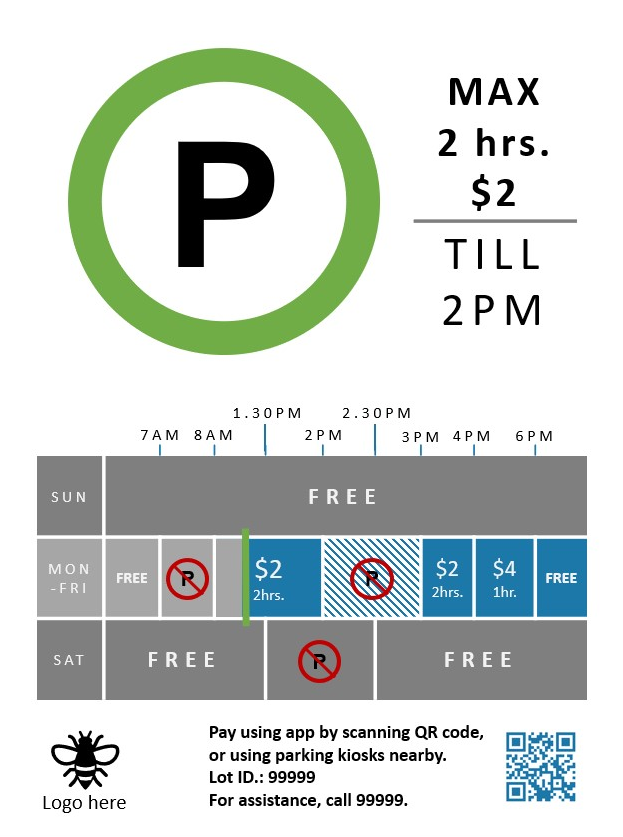 P
MAX
2 hrs.
$2
TILL
2PM
1.30PM 2.30PM
7AM 8AM 2PM 3PM 4PM 6PM
SUN FREE
MON
-FRI
FREE P $2
2hrs. P $2
2hrs. $4
1hr. FREE
SAT FREE P FREE
Pay using app by scanning QR code,
or using parking kiosks nearby.
Lot ID.: 99999
For assistance, call 99999.
Logo here